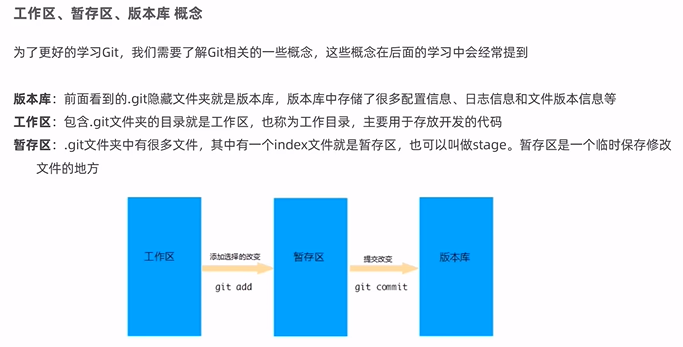 工作区、暂存区、版本库 概念
为了更好的学习Git，我们需要了解Git相关的一些概念，这些概念在后面的学习中会经常提到
版本库：前面看到的.git隐藏文件夹就是版本库，版本库中存储了很多配置信息、日志信息和文件版本信息等
工作区：包含.git文件夹的目录就是工作区，也称为工作目录，主要用于存放开发的代码
暂存区：.git文件夹中有很多文件，其中有一个index文件就是暂存区，也可以叫做stage。暂存区是一个临时保存修改
文件的地方
工作区
添加选择的改变
git add
暂存区
提交改变
git commit
版本库